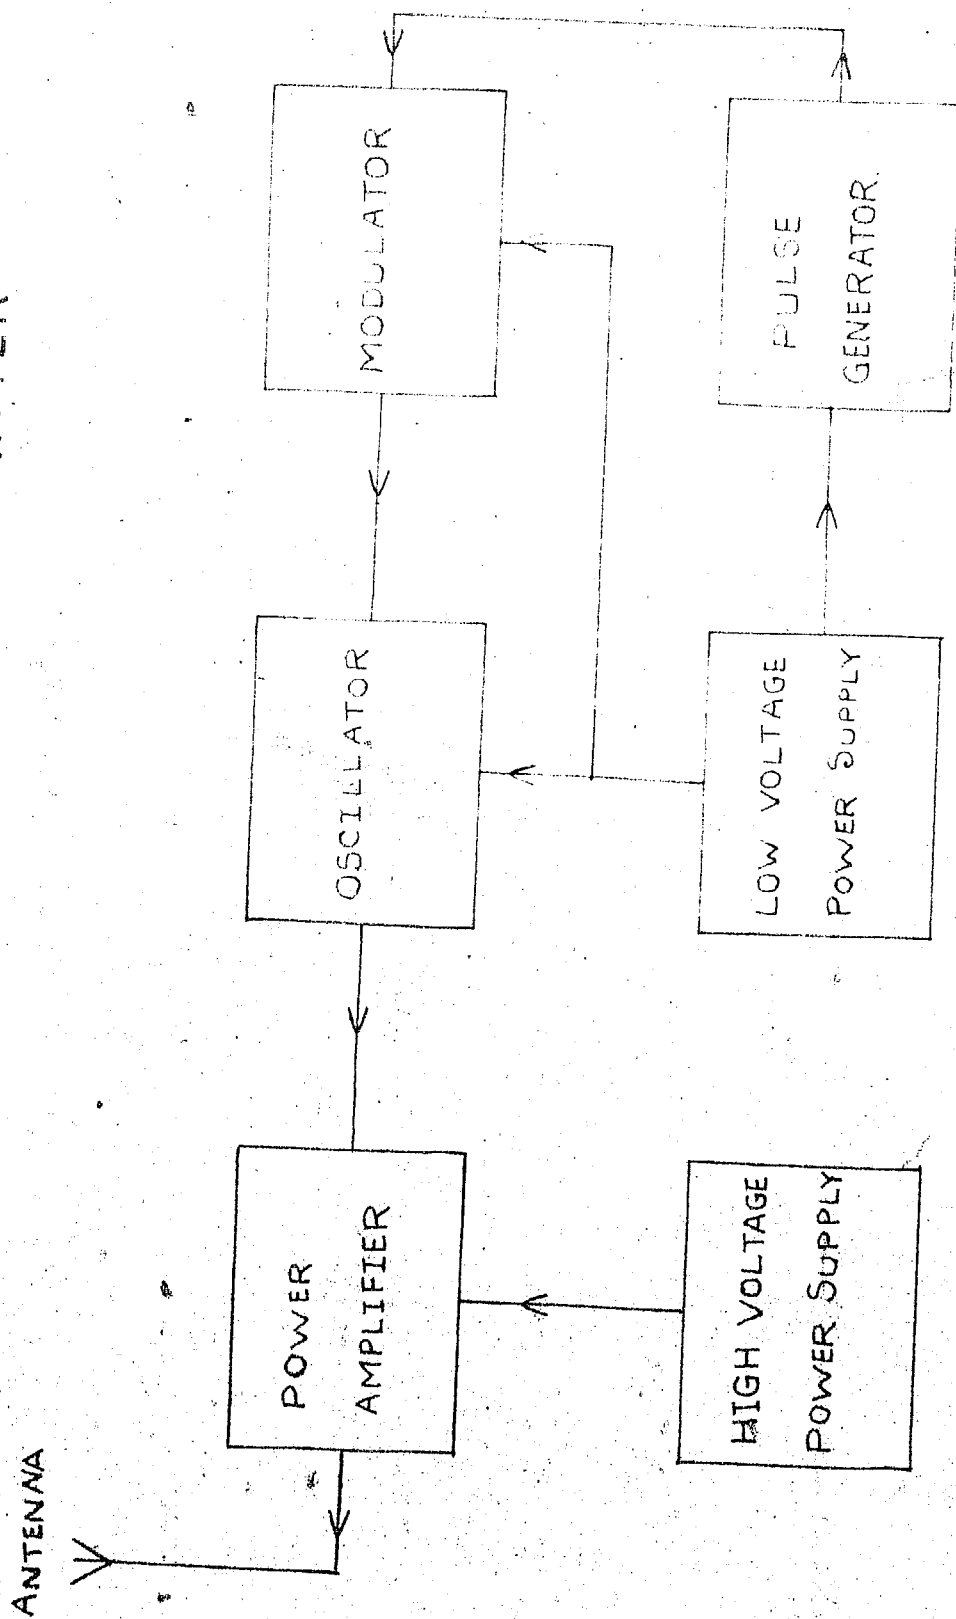 ANTENNA
POWER
AMPLIFIER
OSCILLATOR
MODULATOR
HIGH VOLTAGE
POWER SUPPLY
LOW VOLTAGE
POWER SUPPLY
PULSE
GENERATOR